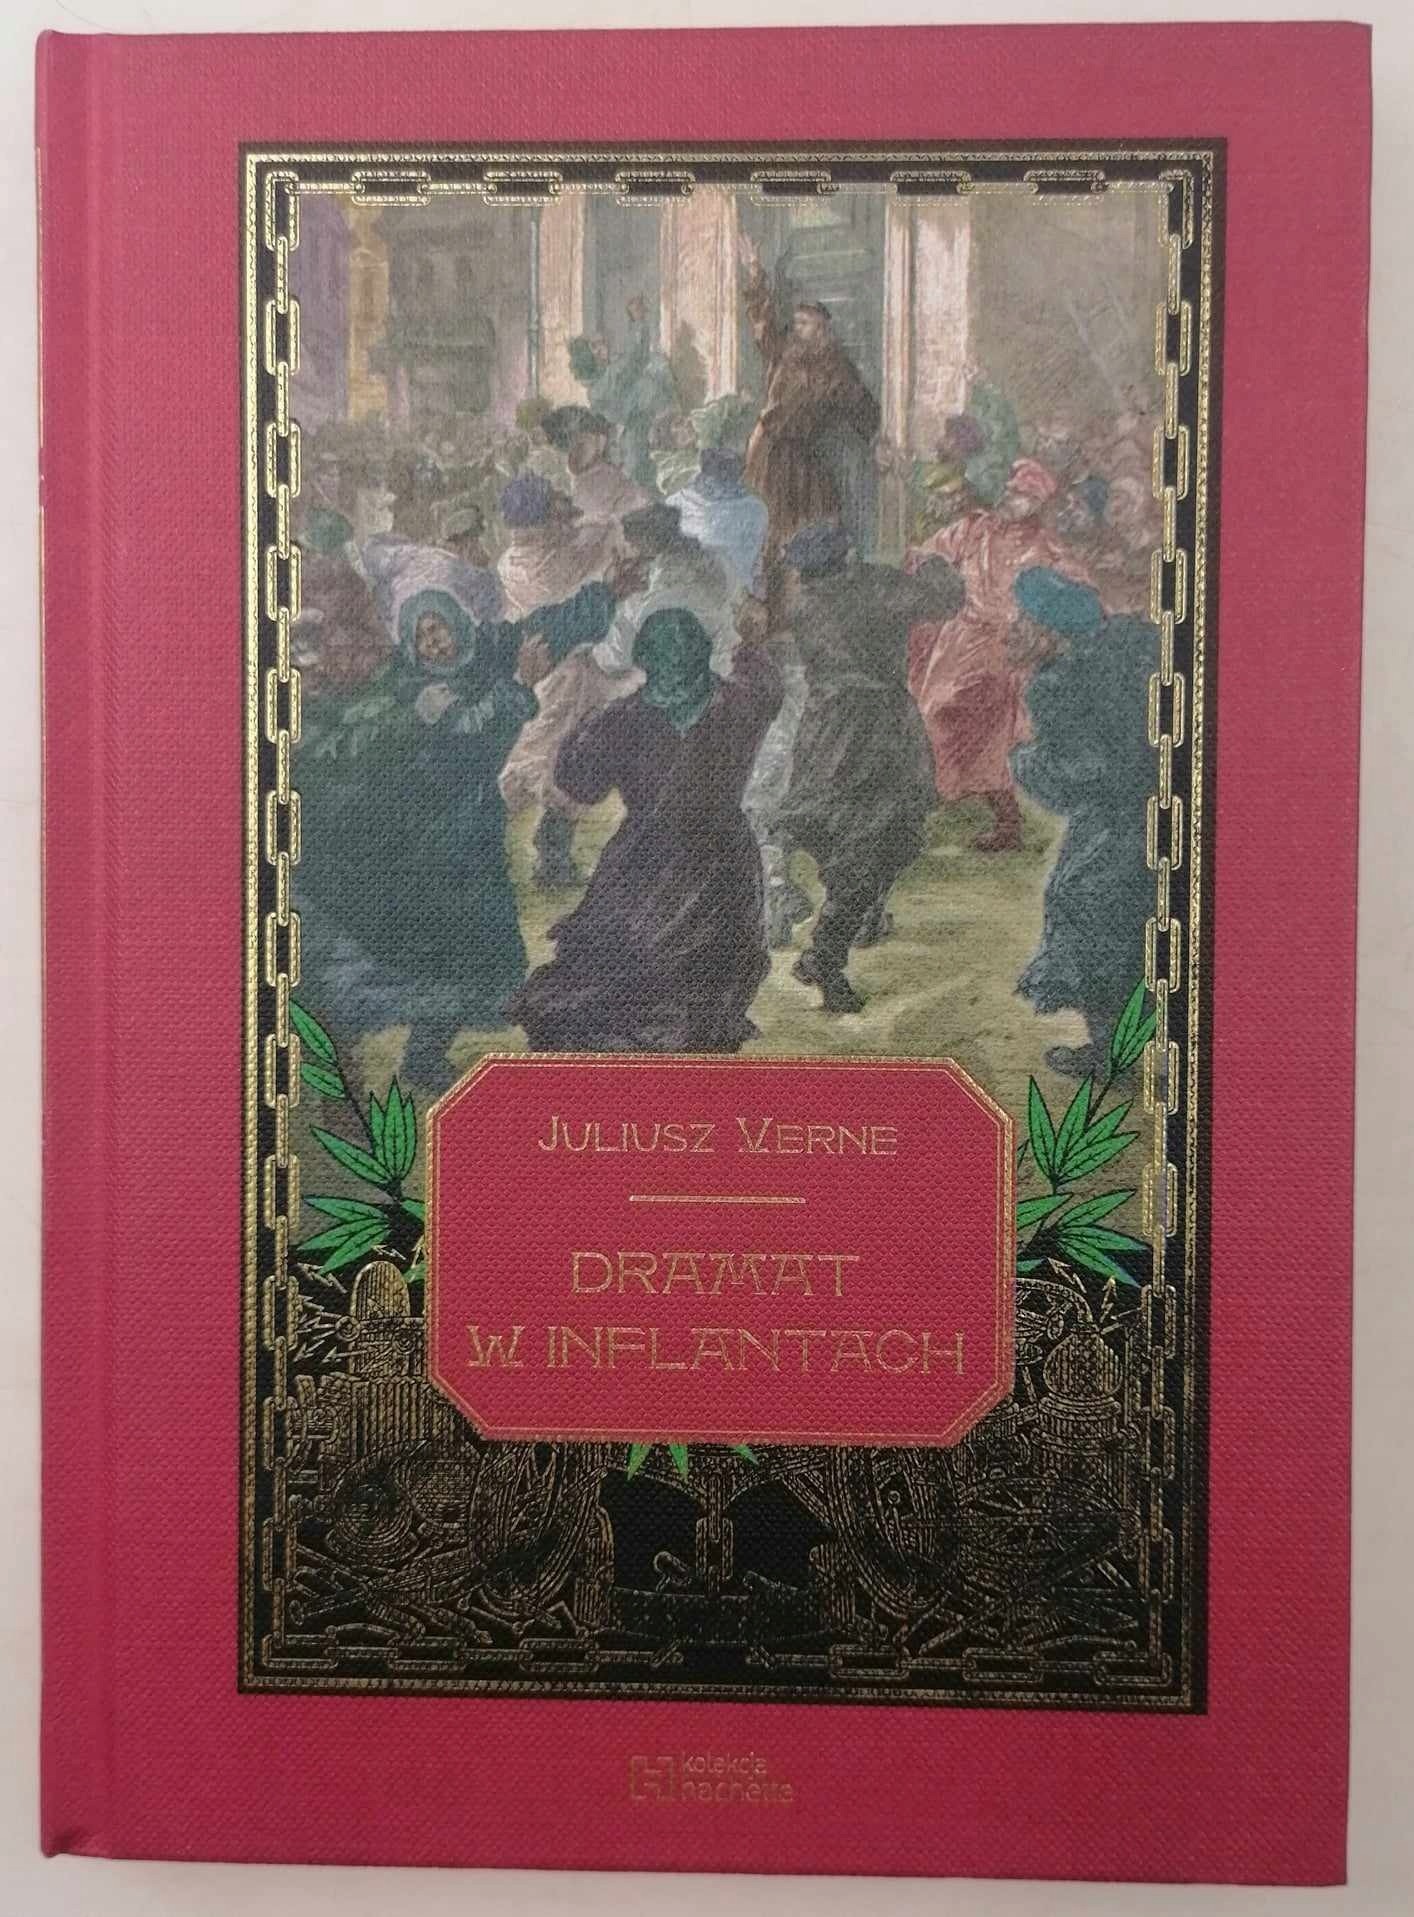 JULIUSZ VERNE
DRAMAT
W INFLANTACH
kolekcja
hachette